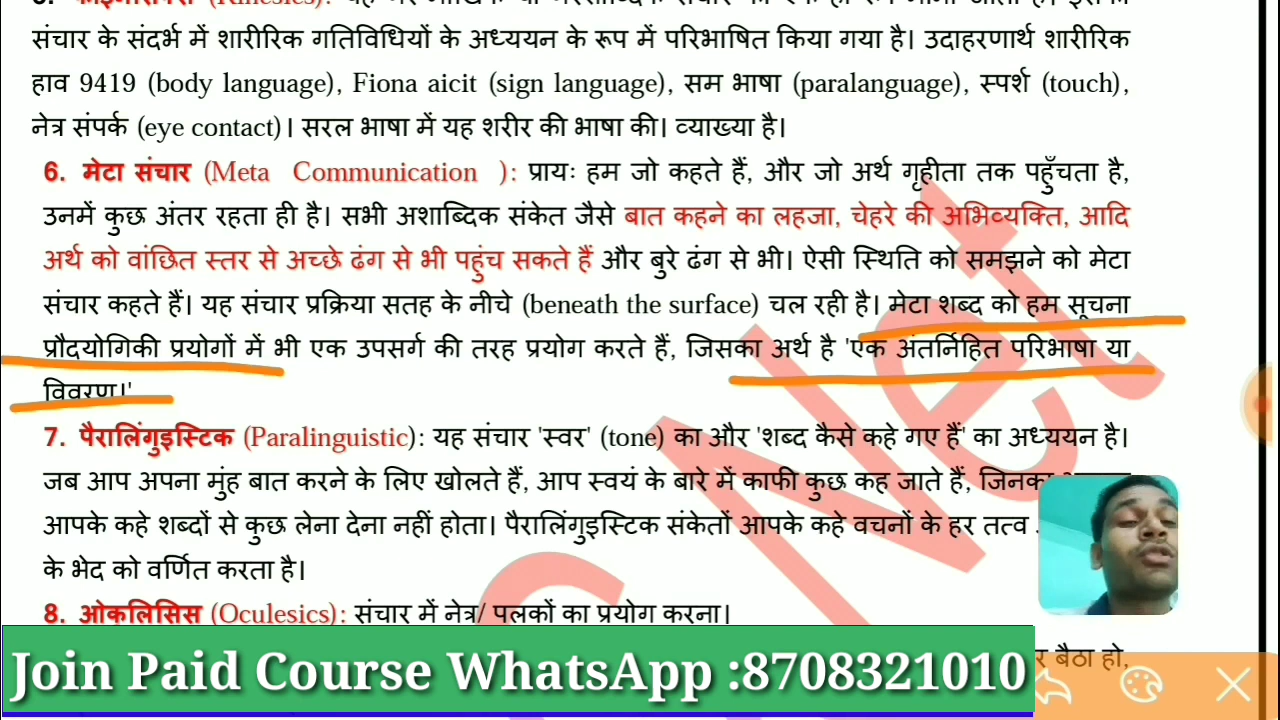 काइनेसिक्स (Kinesics):
संचार के संदर्भ में शारीरिक गतिविधियों के अध्ययन के रूप में परिभाषित किया गया है। उदाहरणार्थ शारीरिक
हाव 9419 (body language), Fiona aicit (sign language), सम भाषा (paralanguage), स्पर्श (touch),
नेत्र संपर्क (eye contact)। सरल भाषा में यह शरीर की भाषा की। व्याख्या है।
6. मेटा संचार (Meta Communication ): प्रायः हम जो कहते हैं, और जो अर्थ गृहीता तक पहुँचता है,
उनमें कुछ अंतर रहता ही है। सभी अशाब्दिक संकेत जैसे बात कहने का लहजा, चेहरे की अभिव्यक्ति, आदि
अर्थ को वांछित स्तर से अच्छे ढंग से भी पहुंच सकते हैं और बुरे ढंग से भी। ऐसी स्थिति को समझने को मेटा
संचार कहते हैं। यह संचार प्रक्रिया सतह के नीचे (beneath the surface) चल रही है। मेटा शब्द को हम सूचना
प्रौदयोगिकी प्रयोगों में भी एक उपसर्ग की तरह प्रयोग करते हैं, जिसका अर्थ है 'एक अंतर्निहित परिभाषा या
विवरण।'
7. पैरालिंगुइस्टिक (Paralinguistic): यह संचार 'स्वर' (tone) का और 'शब्द कैसे कहे गए हैं' का अध्ययन है।
जब आप अपना मुंह बात करने के लिए खोलते हैं, आप स्वयं के बारे में काफी कुछ कह जाते हैं, जिनका
आपके कहे शब्दों से कुछ लेना देना नहीं होता। पैरालिंगुइस्टिक संकेतों आपके कहे वचनों के हर तत्व
के भेद को वर्णित करता है।
8. ओकलिसिस (Oculesics): संचार में नेत्र/ पलकों का प्रयोग करना।
बैठा हो,
Join Paid Course WhatsApp :8708321010
Net